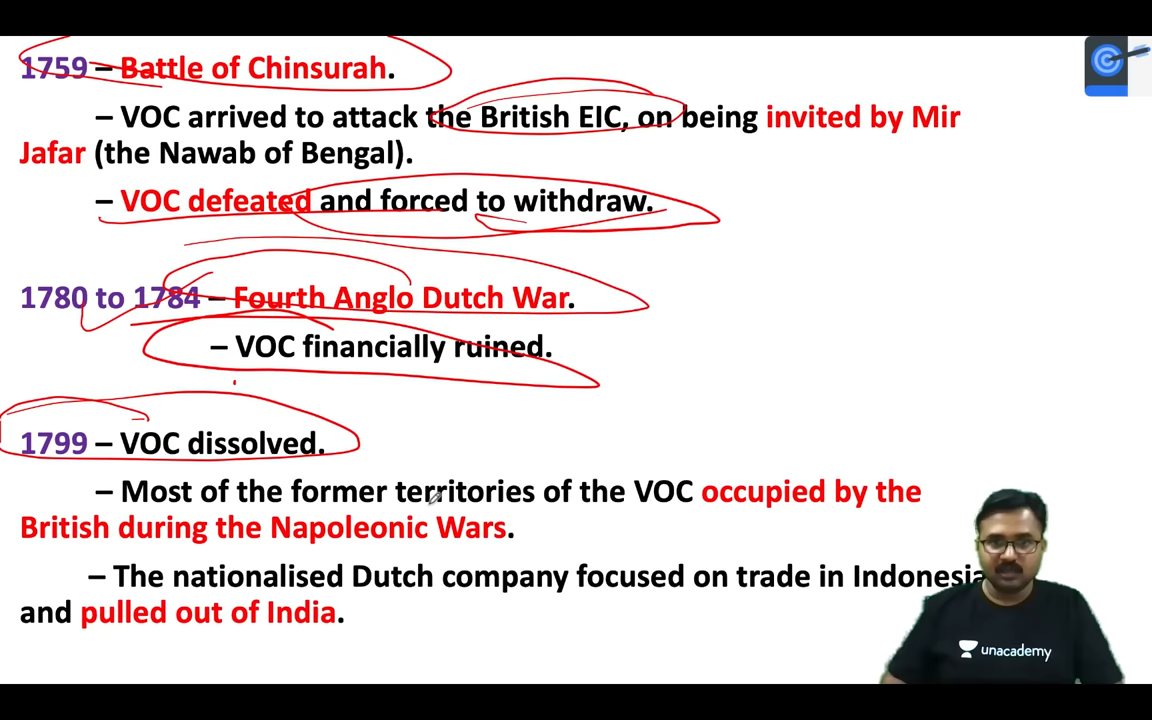 1759 – Battle of Chinsurah.
– VOC arrived to attack the British EIC, on being invited by Mir
Jafar (the Nawab of Bengal).
– VOC defeated and forced to withdraw.
1780 to 1784 – Fourth Anglo Dutch War.
– VOC financially ruined.
1799 – VOC dissolved.
– Most of the former territories of the VOC occupied by the
British during the Napoleonic Wars.
– The nationalised Dutch company focused on trade in Indonesia
and pulled out of India.
unacademy